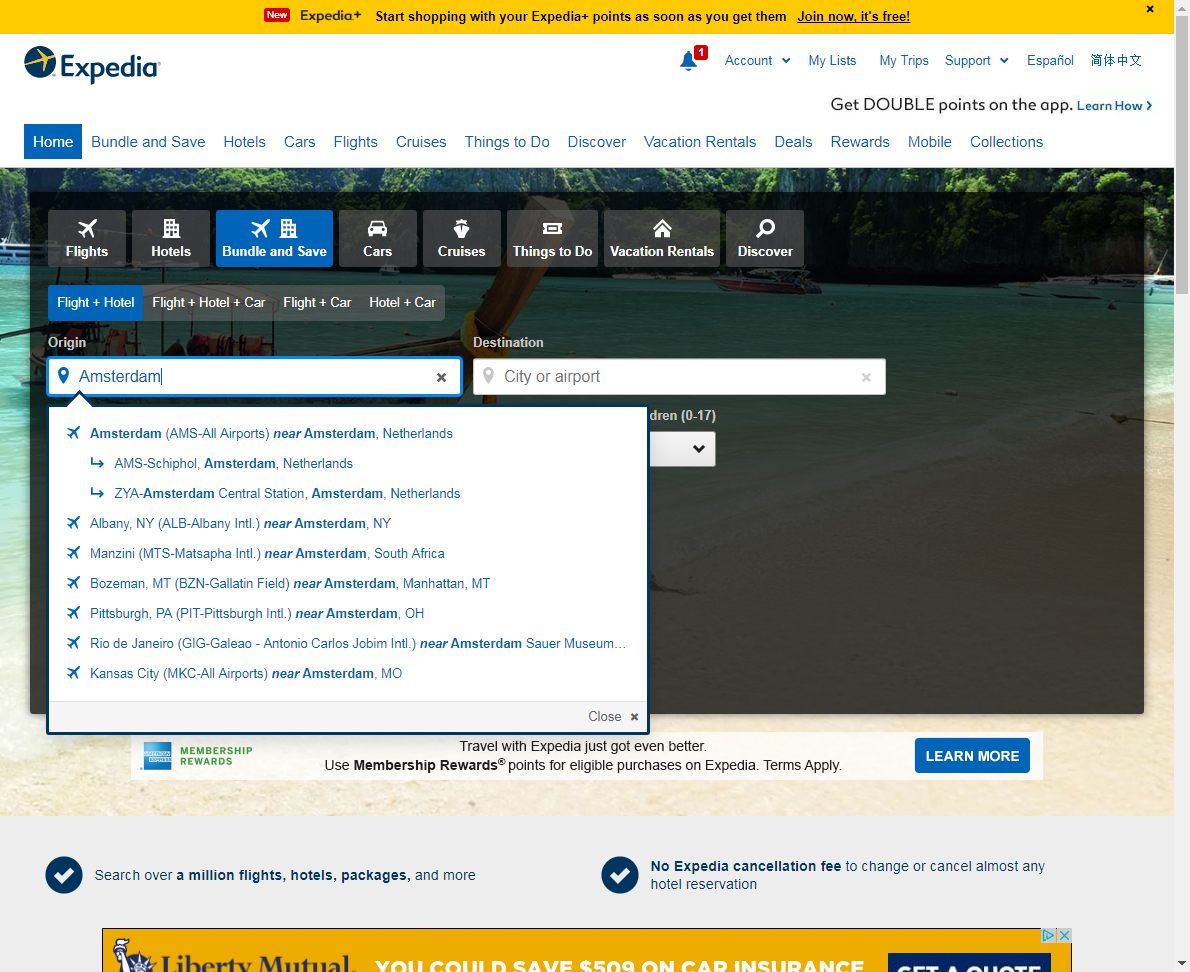 New Expedia+ Start shopping with your Expedia+ points as soon as you get them Join now, it's free!
Expedia
1 Account My Lists My Trips Support Español 简体中文
Get DOUBLE points on the app. Learn How
Home Bundle and Save Hotels Cars Flights Cruises Things to Do Discover Vacation Rentals Deals Rewards Mobile Collections
Flights Hotels Bundle and Save Cars Cruises Things to Do Vacation Rentals Discover
Flight + Hotel Flight + Hotel + Car Flight + Car Hotel + Car
Origin Destination
Amsterdam City or airport
dren (0-17)
Amsterdam (AMS-All Airports) near Amsterdam, Netherlands
AMS-Schiphol, Amsterdam, Netherlands
ZYA-Amsterdam Central Station, Amsterdam, Netherlands
Albany, NY (ALB-Albany Intl.) near Amsterdam, NY
Manzini (MTS-Matsapha Intl.) near Amsterdam, South Africa
Bozeman, MT (BZN-Gallatin Field) near Amsterdam, Manhattan, MT
Pittsburgh, PA (PIT-Pittsburgh Intl.) near Amsterdam, OH
Rio de Janeiro (GIG-Galeao - Antonio Carlos Jobim Intl.) near Amsterdam Sauer Museum...
Kansas City (MKC-All Airports) near Amsterdam, MO
Close
MEMBERSHIP REWARDS
Travel with Expedia just got even better.
Use Membership Rewards® points for eligible purchases on Expedia. Terms Apply.
LEARN MORE
Search over a million flights, hotels, packages, and more
No Expedia cancellation fee to change or cancel almost any
hotel reservation
Liberty Mutual. YOU COULD SAVE $509 ON CAR INSURANCE GET A QUOTE